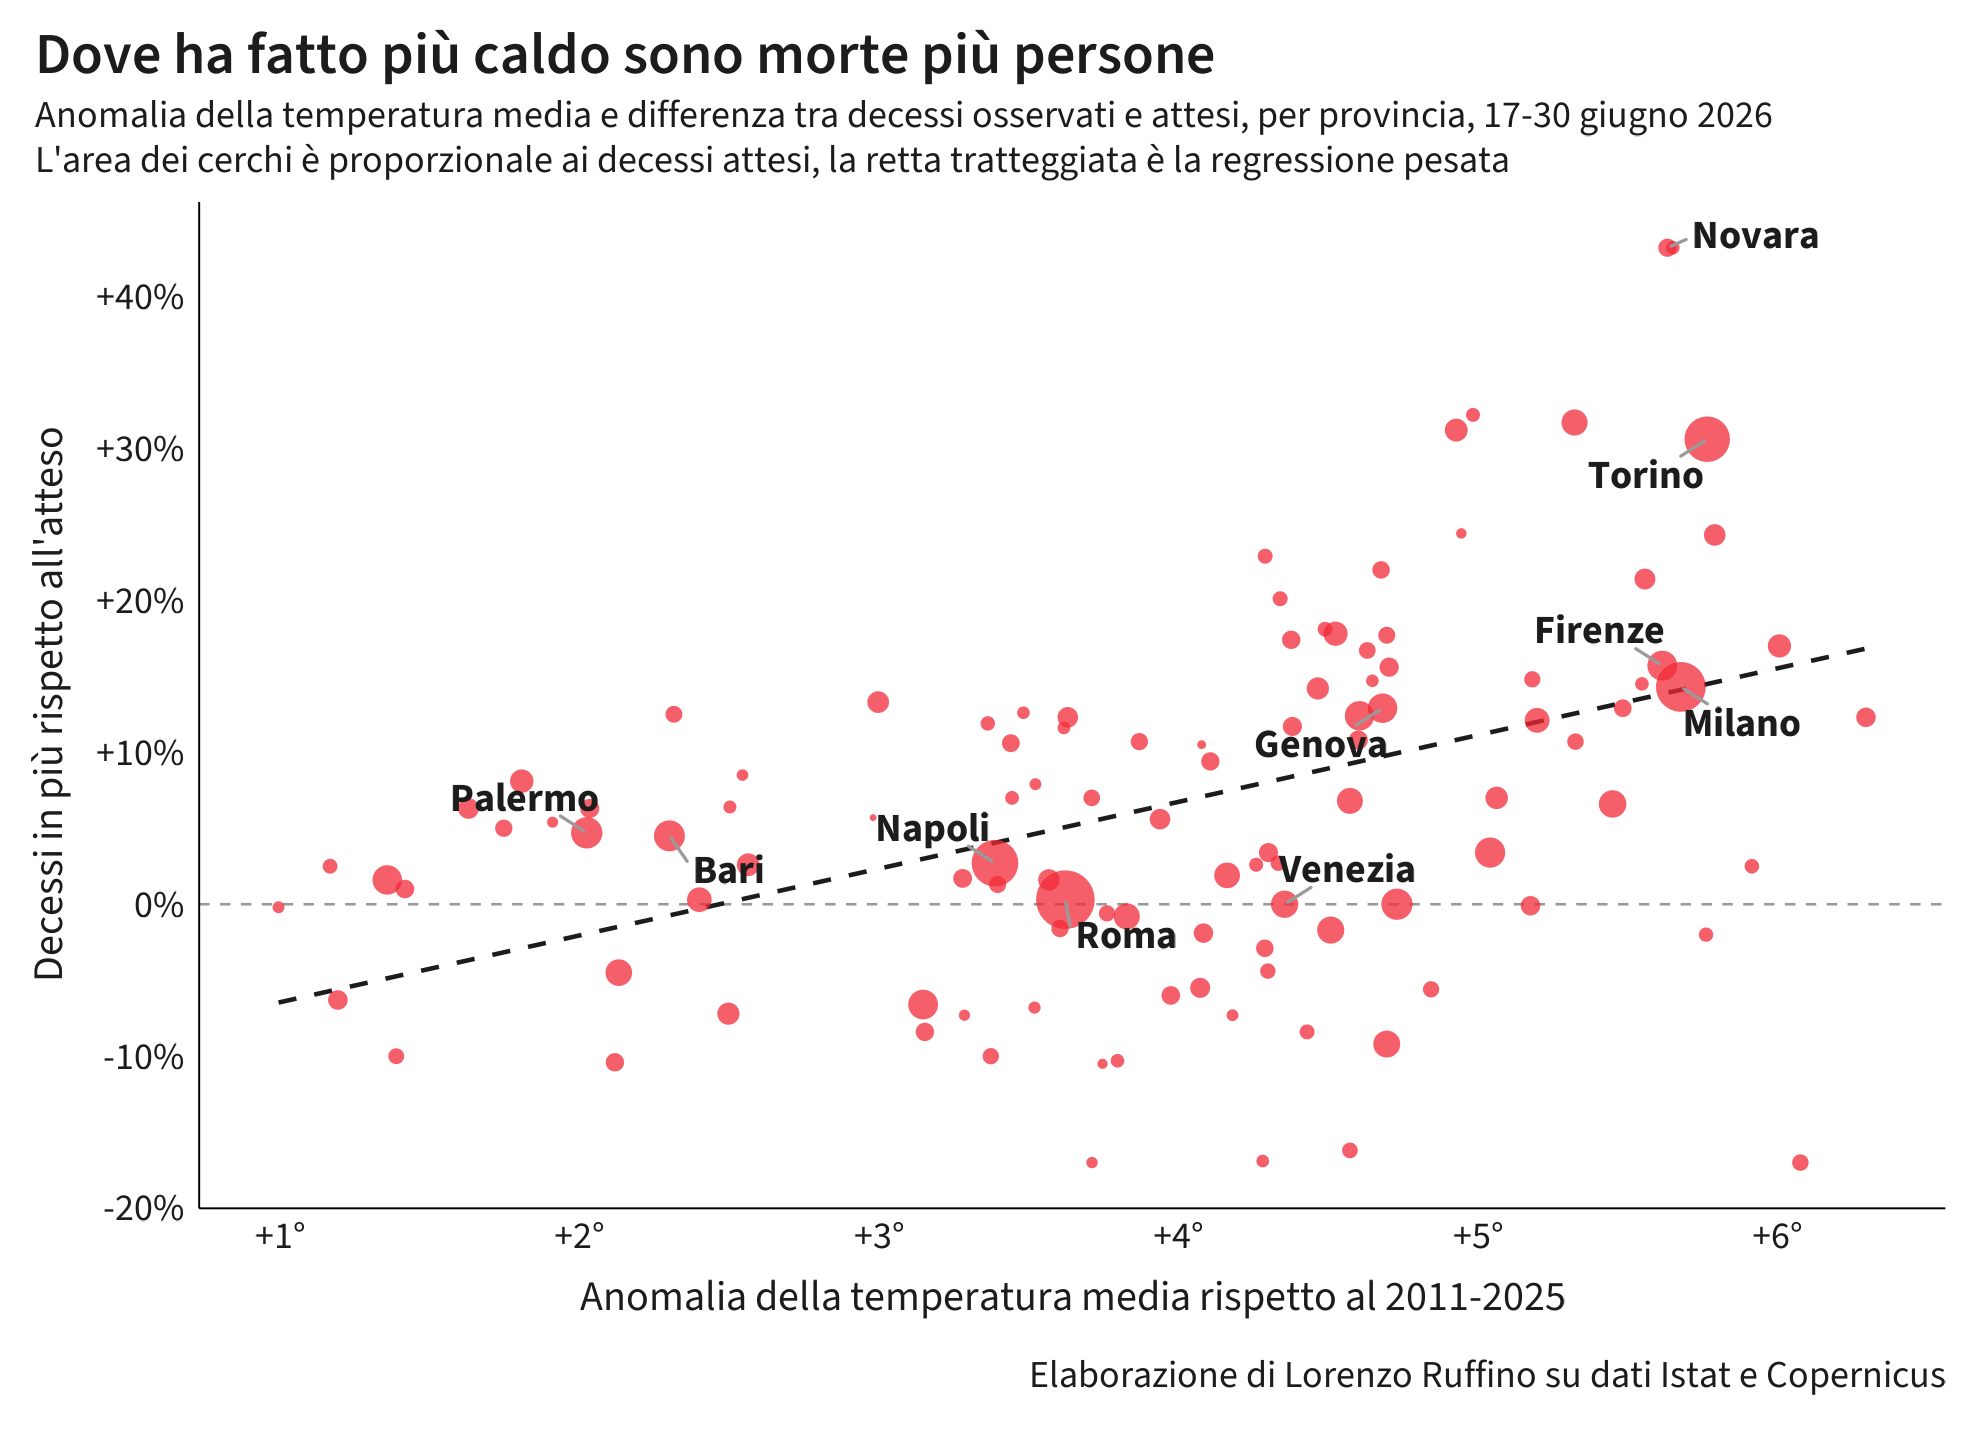 Dove ha fatto più caldo sono morte più persone
Anomalia della temperatura media e differenza tra decessi osservati e attesi, per provincia, 17-30 giugno 2026
L'area dei cerchi è proporzionale ai decessi attesi, la retta tratteggiata è la regressione pesata
Decessi in più rispetto all'atteso
+40%
+30%
+20%
+10%
0%
-10%
-20%
Novara
Torino
Firenze
Milano
Genova
Palermo
Napoli
Bari
Venezia
Roma
+1°
+2°
+3°
+4°
+5°
+6°
Anomalia della temperatura media rispetto al 2011-2025
Elaborazione di Lorenzo Ruffino su dati Istat e Copernicus